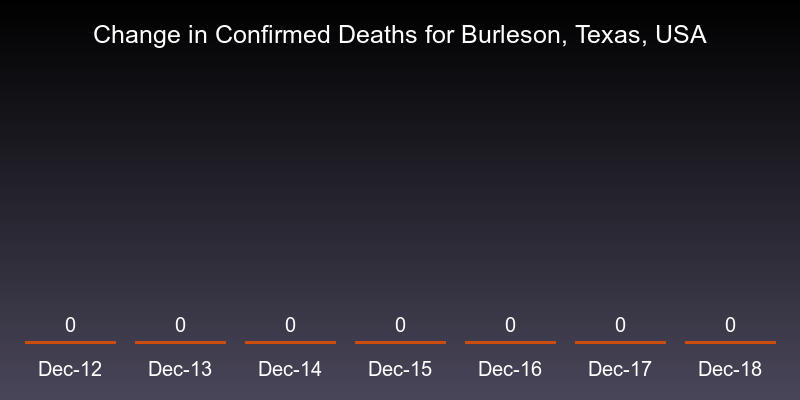 Change in Confirmed Deaths for Burleson, Texas, USA
0 0 0 0 0 0 0
Dec-12 Dec-13 Dec-14 Dec-15 Dec-16 Dec-17 Dec-18